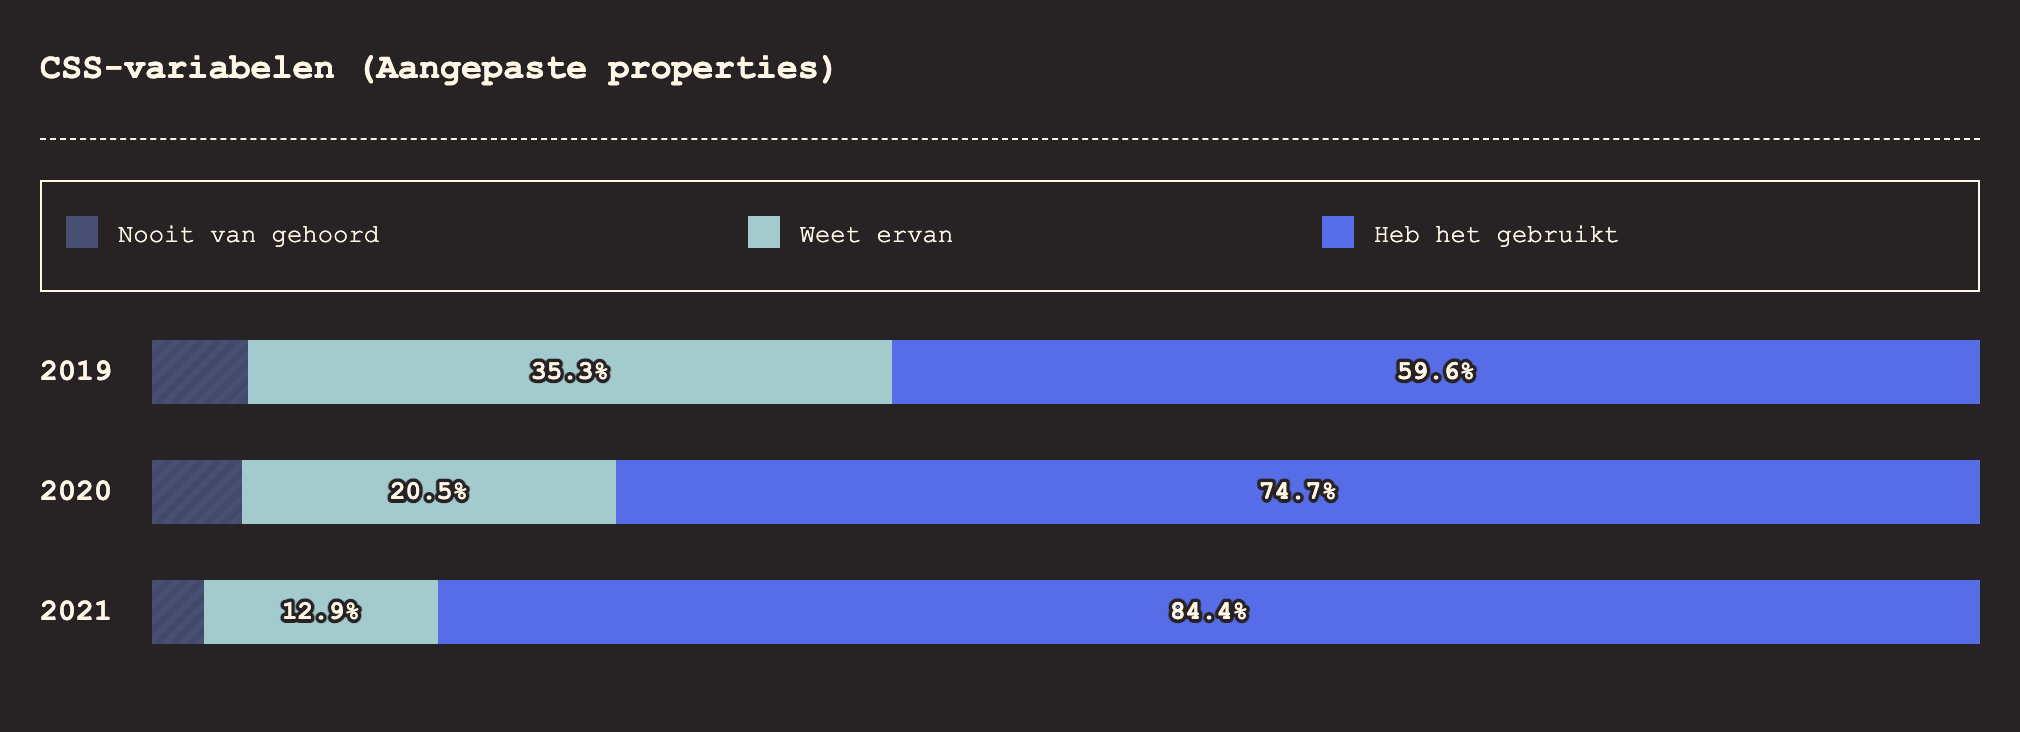 CSS-variabelen (Aangepaste properties)
Nooit van gehoord
Weet ervan
Heb het gebruikt
2019 35.3% 59.6%
2020 20.5% 74.7%
2021 12.9% 84.4%